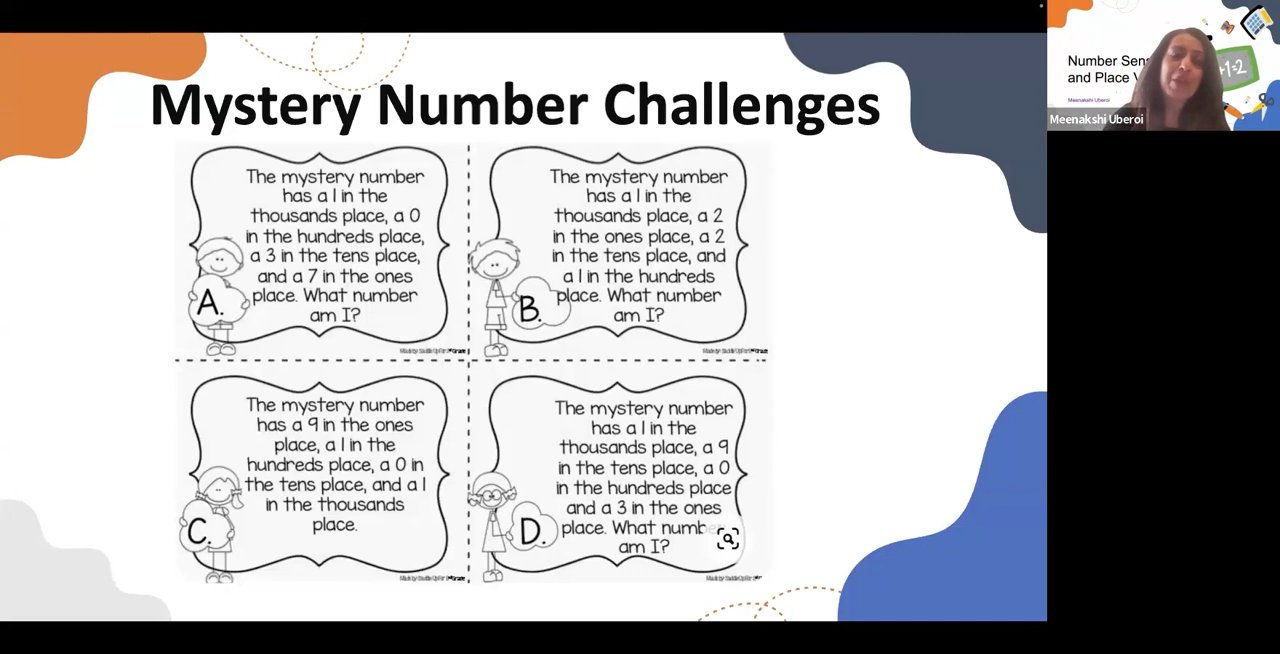 Mystery Number Challenges
The mystery number
has a 1 in the
thousands place, a 0
in the hundreds place,
a 3 in the tens place,
and a 7 in the ones
place. What number
am I?
A.
The mystery number
has a 1 in the
thousands place, a 2
in the ones place, a 2
in the tens place, and
a 1 in the hundreds
place. What number
am I?
B.
The mystery number
has a 9 in the ones
place, a 1 in the
hundreds place, a 0 in
the tens place, and a 1
in the thousands
place.
C.
The mystery number
has a 1 in the
thousands place, a 9
in the tens place, a 0
in the hundreds place
and a 3 in the ones
place. What
am I?
D.
Number
and Place
Meenakshi Uberoi
+1=2
Meenakshi Uberoi